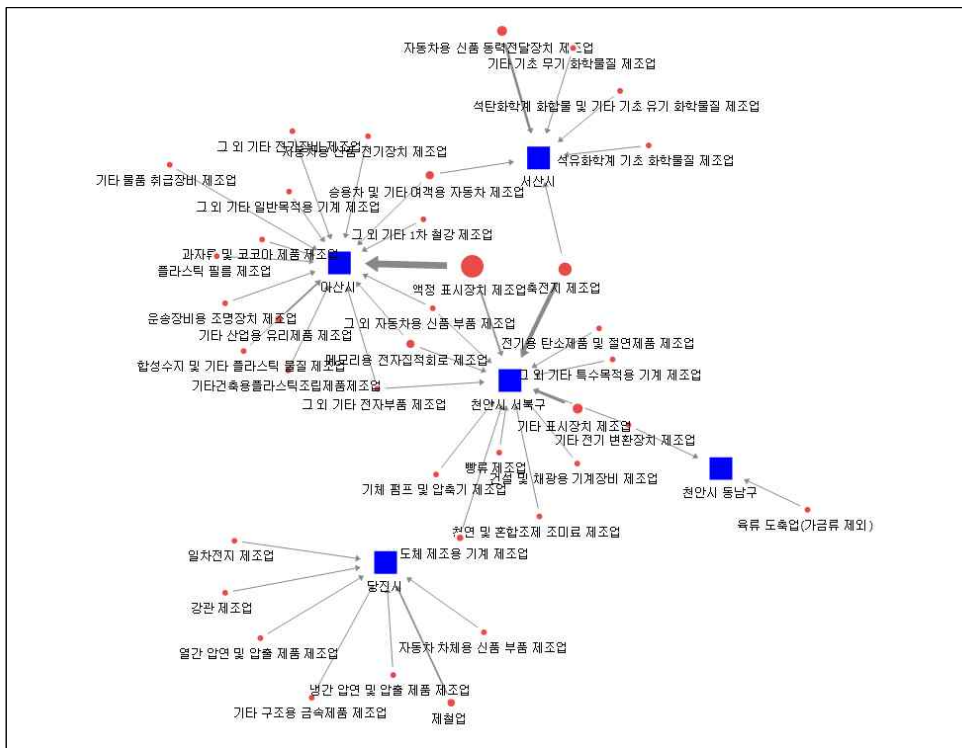 자동차용 신품 동력전달장치 제조업
기타 기초 무기 화학물질 제조업
석탄화학계 화합물 및 기타 기초 유기 화학물질 제조업
석유화학계 기초 화학물질 제조업
서산시
그 외 기타 전기장비 제조업
자동차용 신품 전기장치 제조업
기타 물품 취급장비 제조업
승용차 및 기타 여객용 자동차 제조업
그 외 기타 일반목적용 기계 제조업
그 외 기타 1차 철강 제조업
과자류 및 코코아 제품 제조업
플라스틱 필름 제조업
아산시
액정 표시장치 제조업
축전지 제조업
운송장비용 조명장치 제조업
그 외 자동차용 신품 부품 제조업
기타 산업용 유리제품 제조업
전기용 탄소제품 및 절연제품 제조업
메모리용 전자집적회로 제조업
합성수지 및 기타 플라스틱 물질 제조업
그 외 기타 특수목적용 기계 제조업
기타건축용플라스틱조립제품제조업
그 외 기타 전자부품 제조업
천안시 서북구
기타 표시장치 제조업
기타 전기 변환장치 제조업
빵류 제조업
건설 및 채광용 기계장비 제조업
기체 펌프 및 압축기 제조업
천안시 동남구
육류 도축업(가금류 제외)
천연 및 혼합조제 조미료 제조업
일차전지 제조업
도체 제조용 기계 제조업
당진시
강관 제조업
자동차 차체용 신품 부품 제조업
열간 압연 및 압출 제품 제조업
냉간 압연 및 압출 제품 제조업
기타 구조용 금속제품 제조업
제철업